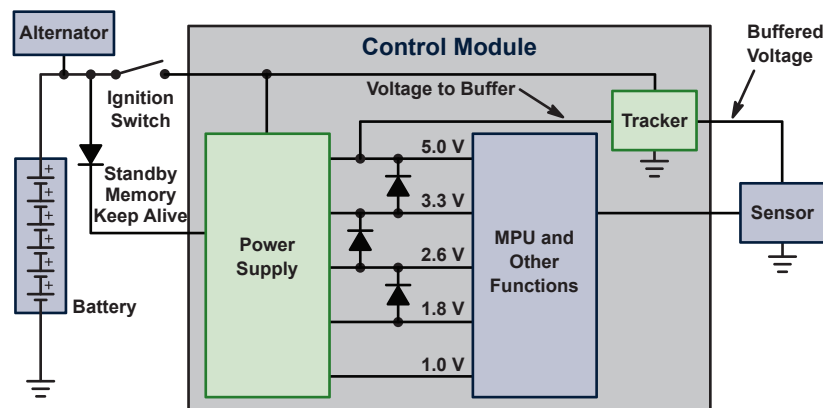 Alternator
Control Module
Buffered
Voltage
Ignition
Switch
Voltage to Buffer
Tracker
5.0 V
Standby
Memory
Keep Alive
3.3 V
Sensor
Power
Supply
2.6 V
MPU and
Other
Functions
1.8 V
Battery
1.0 V
+
+
+
+
+
+